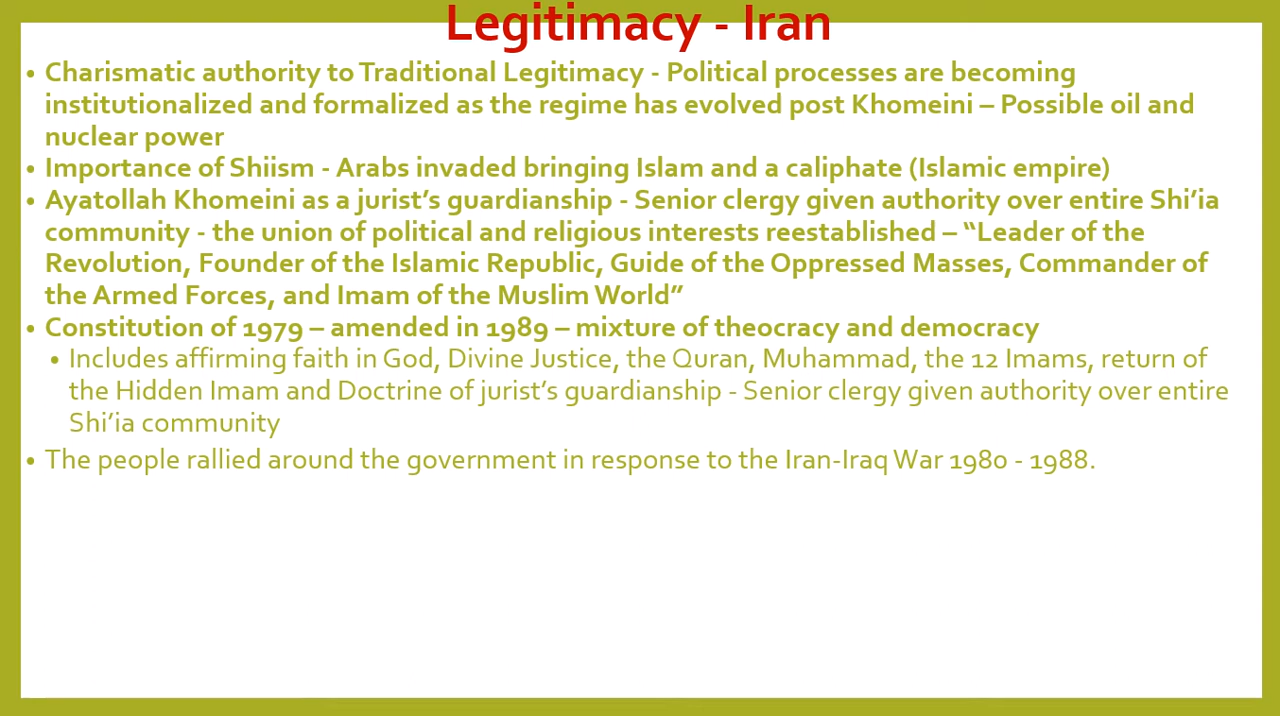 Legitimacy - Iran
• Charismatic authority to Traditional Legitimacy - Political processes are becoming
institutionalized and formalized as the regime has evolved post Khomeini – Possible oil and
nuclear power
• Importance of Shiism - Arabs invaded bringing Islam and a caliphate (Islamic empire)
• Ayatollah Khomeini as a jurist’s guardianship - Senior clergy given authority over entire Shi’ia
community - the union of political and religious interests reestablished – “Leader of the
Revolution, Founder of the Islamic Republic, Guide of the Oppressed Masses, Commander of
the Armed Forces, and Imam of the Muslim World”
• Constitution of 1979 – amended in 1989 – mixture of theocracy and democracy
• Includes affirming faith in God, Divine Justice, the Quran, Muhammad, the 12 Imams, return of
the Hidden Imam and Doctrine of jurist’s guardianship - Senior clergy given authority over entire
Shi’ia community
• The people rallied around the government in response to the Iran-Iraq War 1980 - 1988.